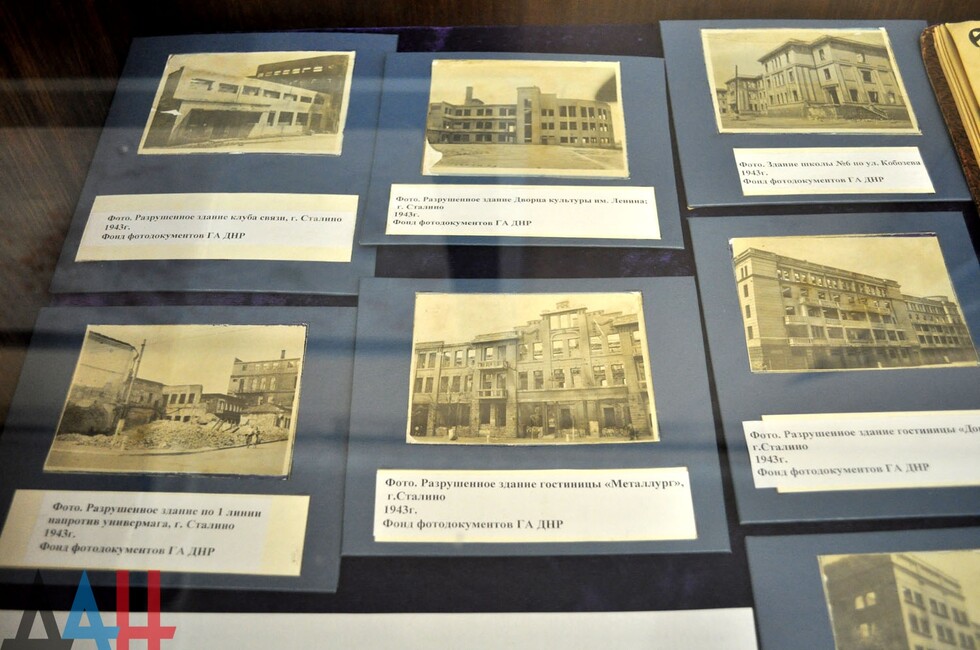 Фото. Разрушенное здание клуба связи, г. Сталино
1943г.
Фонд фотодокументов ГА ДНР
Фото. Разрушенное здание Дворца культуры им. Ленина;
г. Сталино
1943г.
Фонд фотодокументов ГА ДНР
Фото. Здание школы №6 по ул. Кобозева
1943г.
Фонд фотодокументов ГА ДНР
Фото. Разрушенное здание по 1 линии
напротив универмага, г. Сталино
1943г.
Фонд фотодокументов ГА ДНР
Фото. Разрушенное здание гостиницы «Металлург»,
г.Сталино
1943г.
Фонд фотодокументов ГА ДНР
Фото. Разрушенное здание гостиницы
г.Сталино
1943г.
Фонд фотодокументов ГА ДНР
ДАН